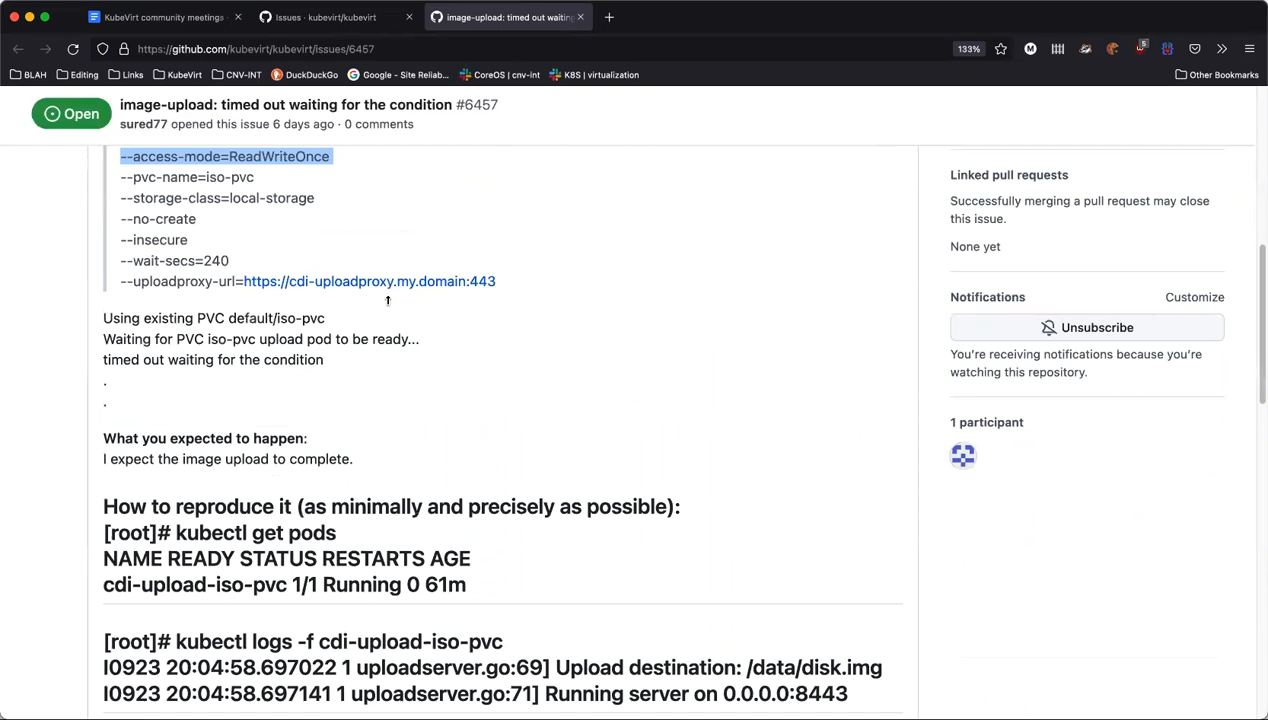 KubeVirt community meetings
Issues · kubevirt/kubevirt
image-upload: timed out waiting
https://github.com/kubevirt/kubevirt/issues/6457
133%
M
5
BLAH
Editing
Links
KubeVirt
CNV-INT
DuckDuckGo
Google - Site Reliab...
CoreOS | cnv-int
K8S | virtualization
Other Bookmarks
Open
image-upload: timed out waiting for the condition #6457
sured77 opened this issue 6 days ago · 0 comments
--access-mode=ReadWriteOnce
--pvc-name=iso-pvc
--storage-class=local-storage
--no-create
--insecure
--wait-secs=240
--uploadproxy-url=https://cdi-uploadproxy.my.domain:443
Using existing PVC default/iso-pvc
Waiting for PVC iso-pvc upload pod to be ready...
timed out waiting for the condition
.
.
What you expected to happen:
I expect the image upload to complete.
How to reproduce it (as minimally and precisely as possible):
[root]# kubectl get pods
NAME READY STATUS RESTARTS AGE
cdi-upload-iso-pvc 1/1 Running 0 61m
[root]# kubectl logs -f cdi-upload-iso-pvc
I0923 20:04:58.697022 1 uploadserver.go:69] Upload destination: /data/disk.img
I0923 20:04:58.697141 1 uploadserver.go:71] Running server on 0.0.0.0:8443
Linked pull requests
Successfully merging a pull request may close
this issue.
None yet
Notifications
Customize
Unsubscribe
You're receiving notifications because you're
watching this repository.
1 participant